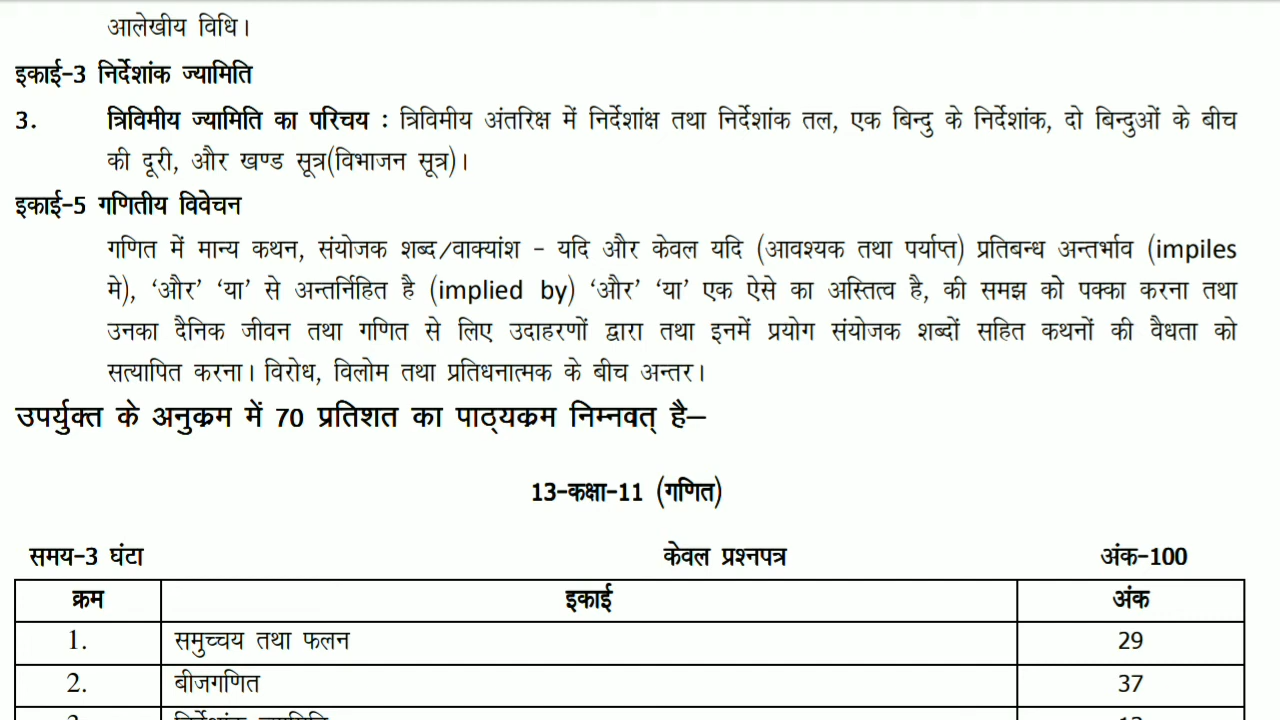 आलेखीय विधि।
इकाई-3 निर्देशांक ज्यामिति
3. त्रिविमीय ज्यामिति का परिचय : त्रिविमीय अंतरिक्ष में निर्देशांक्ष तथा निर्देशांक तल, एक बिन्दु के निर्देशांक, दो बिन्दुओं के बीच
की दूरी, और खण्ड सूत्र(विभाजन सूत्र)।
इकाई-5 गणितीय विवेचन
गणित में मान्य कथन, संयोजक शब्द/वाक्यांश - यदि और केवल यदि (आवश्यक तथा पर्याप्त) प्रतिबन्ध अन्तर्भाव (impiles
मे), ‘और’ ‘या’ से अन्तर्निहित है (implied by) ‘और’ ‘या’ एक ऐसे का अस्तित्व है, की समझ को पक्का करना तथा
उनका दैनिक जीवन तथा गणित से लिए उदाहरणों द्वारा तथा इनमें प्रयोग संयोजक शब्दों सहित कथनों की वैधता को
सत्यापित करना। विरोध, विलोम तथा प्रतिधनात्मक के बीच अन्तर।
उपर्युक्त के अनुक्रम में 70 प्रतिशत का पाठ्यक्रम निम्नवत् है—
13-कक्षा-11 (गणित)
समय-3 घंटा केवल प्रश्नपत्र अंक-100
क्रम इकाई अंक
1. समुच्चय तथा फलन 29
2. बीजगणित 37